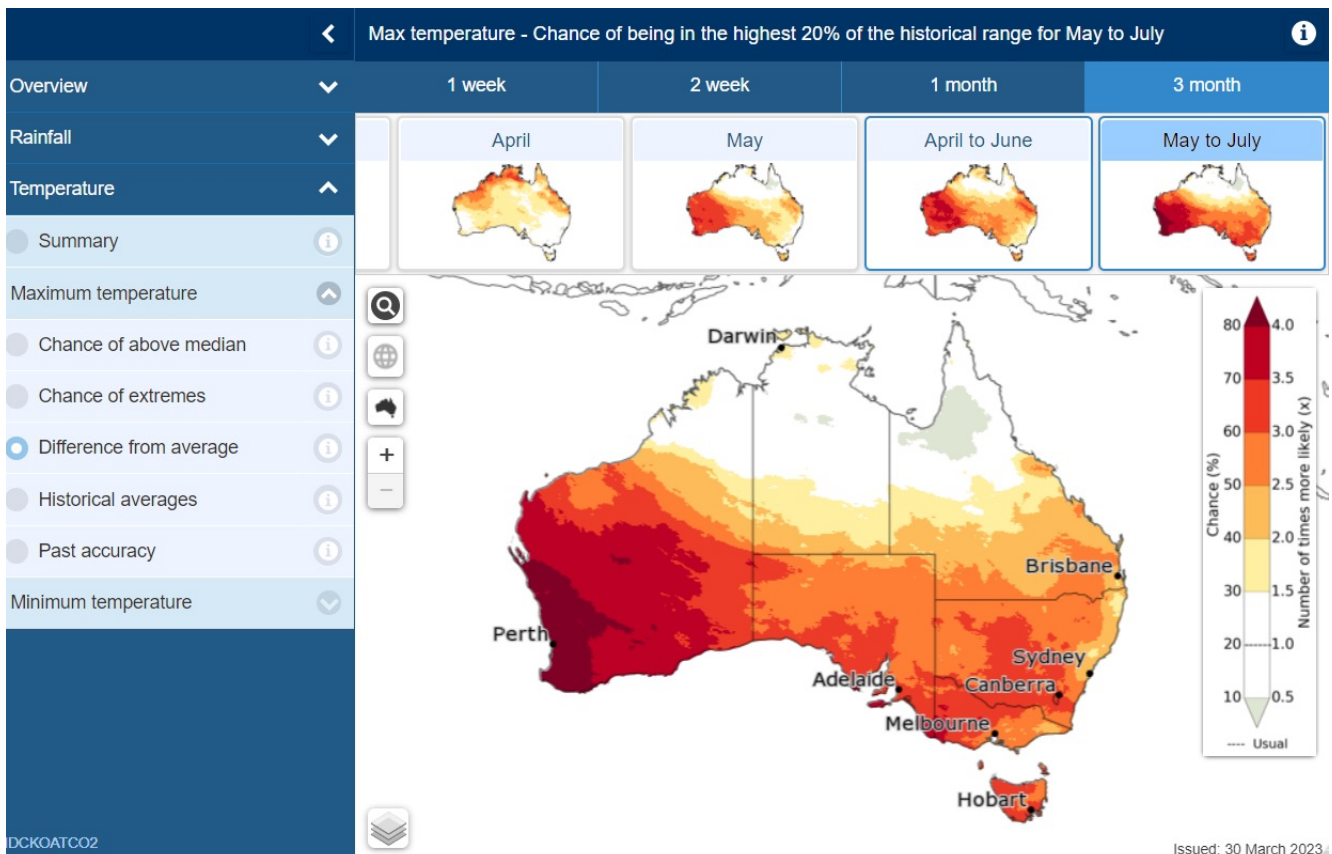 Max temperature - Chance of being in the highest 20% of the historical range for May to July
Overview
Rainfall
Temperature
Summary
Maximum temperature
Chance of above median
Chance of extremes
Difference from average
Historical averages
Past accuracy
Minimum temperature
IDCKOATCO2
1 week
2 week
1 month
3 month
April
May
April to June
May to July
+
−
Darwin
Brisbane
Perth
Sydney
Adelaide
Canberra
Melbourne
Hobart
80 4.0
70 3.5
60 3.0
50 2.5
40 2.0
30 1.5
20 1.0
10 0.5
Chance (%)
Number of times more likely (x)
---- Usual
Issued: 30 March 2023